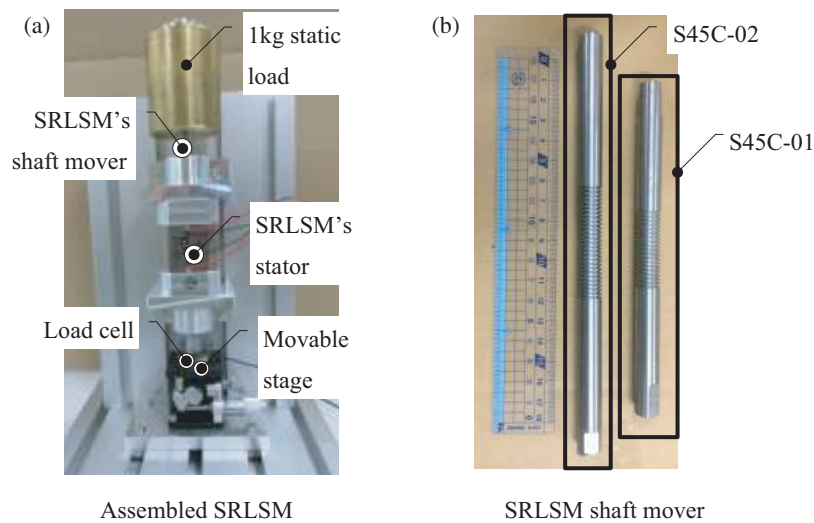 (a)
1kg static
load
SRLSM's
shaft mover
SRLSM's
stator
Load cell
Movable
stage
Assembled SRLSM
(b)
S45C-02
S45C-01
SRLSM shaft mover